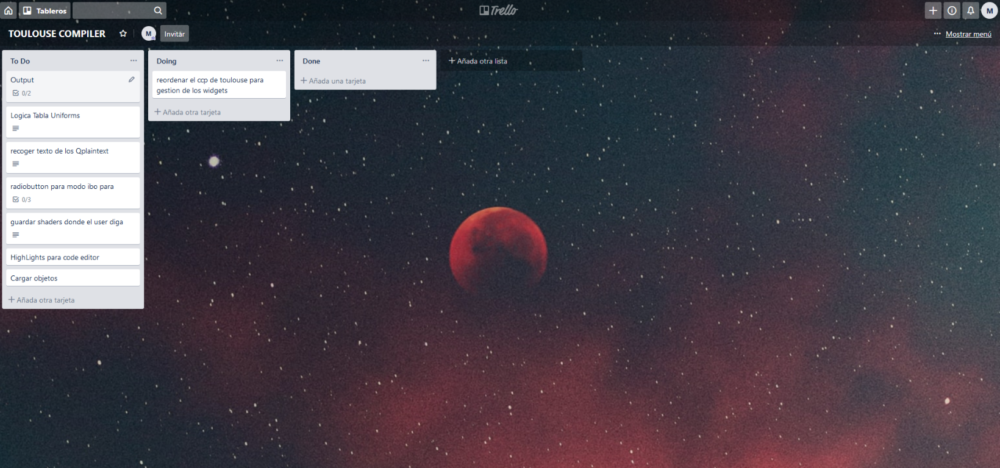 Tableros
Trello
M
TOULOUSE COMPILER
M
Invitar
Mostrar menú
To Do
Output
0/2
Logica Tabla Uniforms
recoger texto de los Qplaintext
radiobutton para modo ibo para
0/3
guardar shaders donde el user diga
HighLights para code editor
Cargar objetos
Añada otra tarjeta
Doing
reordenar el ccp de toulouse para
gestion de los widgets
Añada otra tarjeta
Done
Añada una tarjeta
Añada otra lista